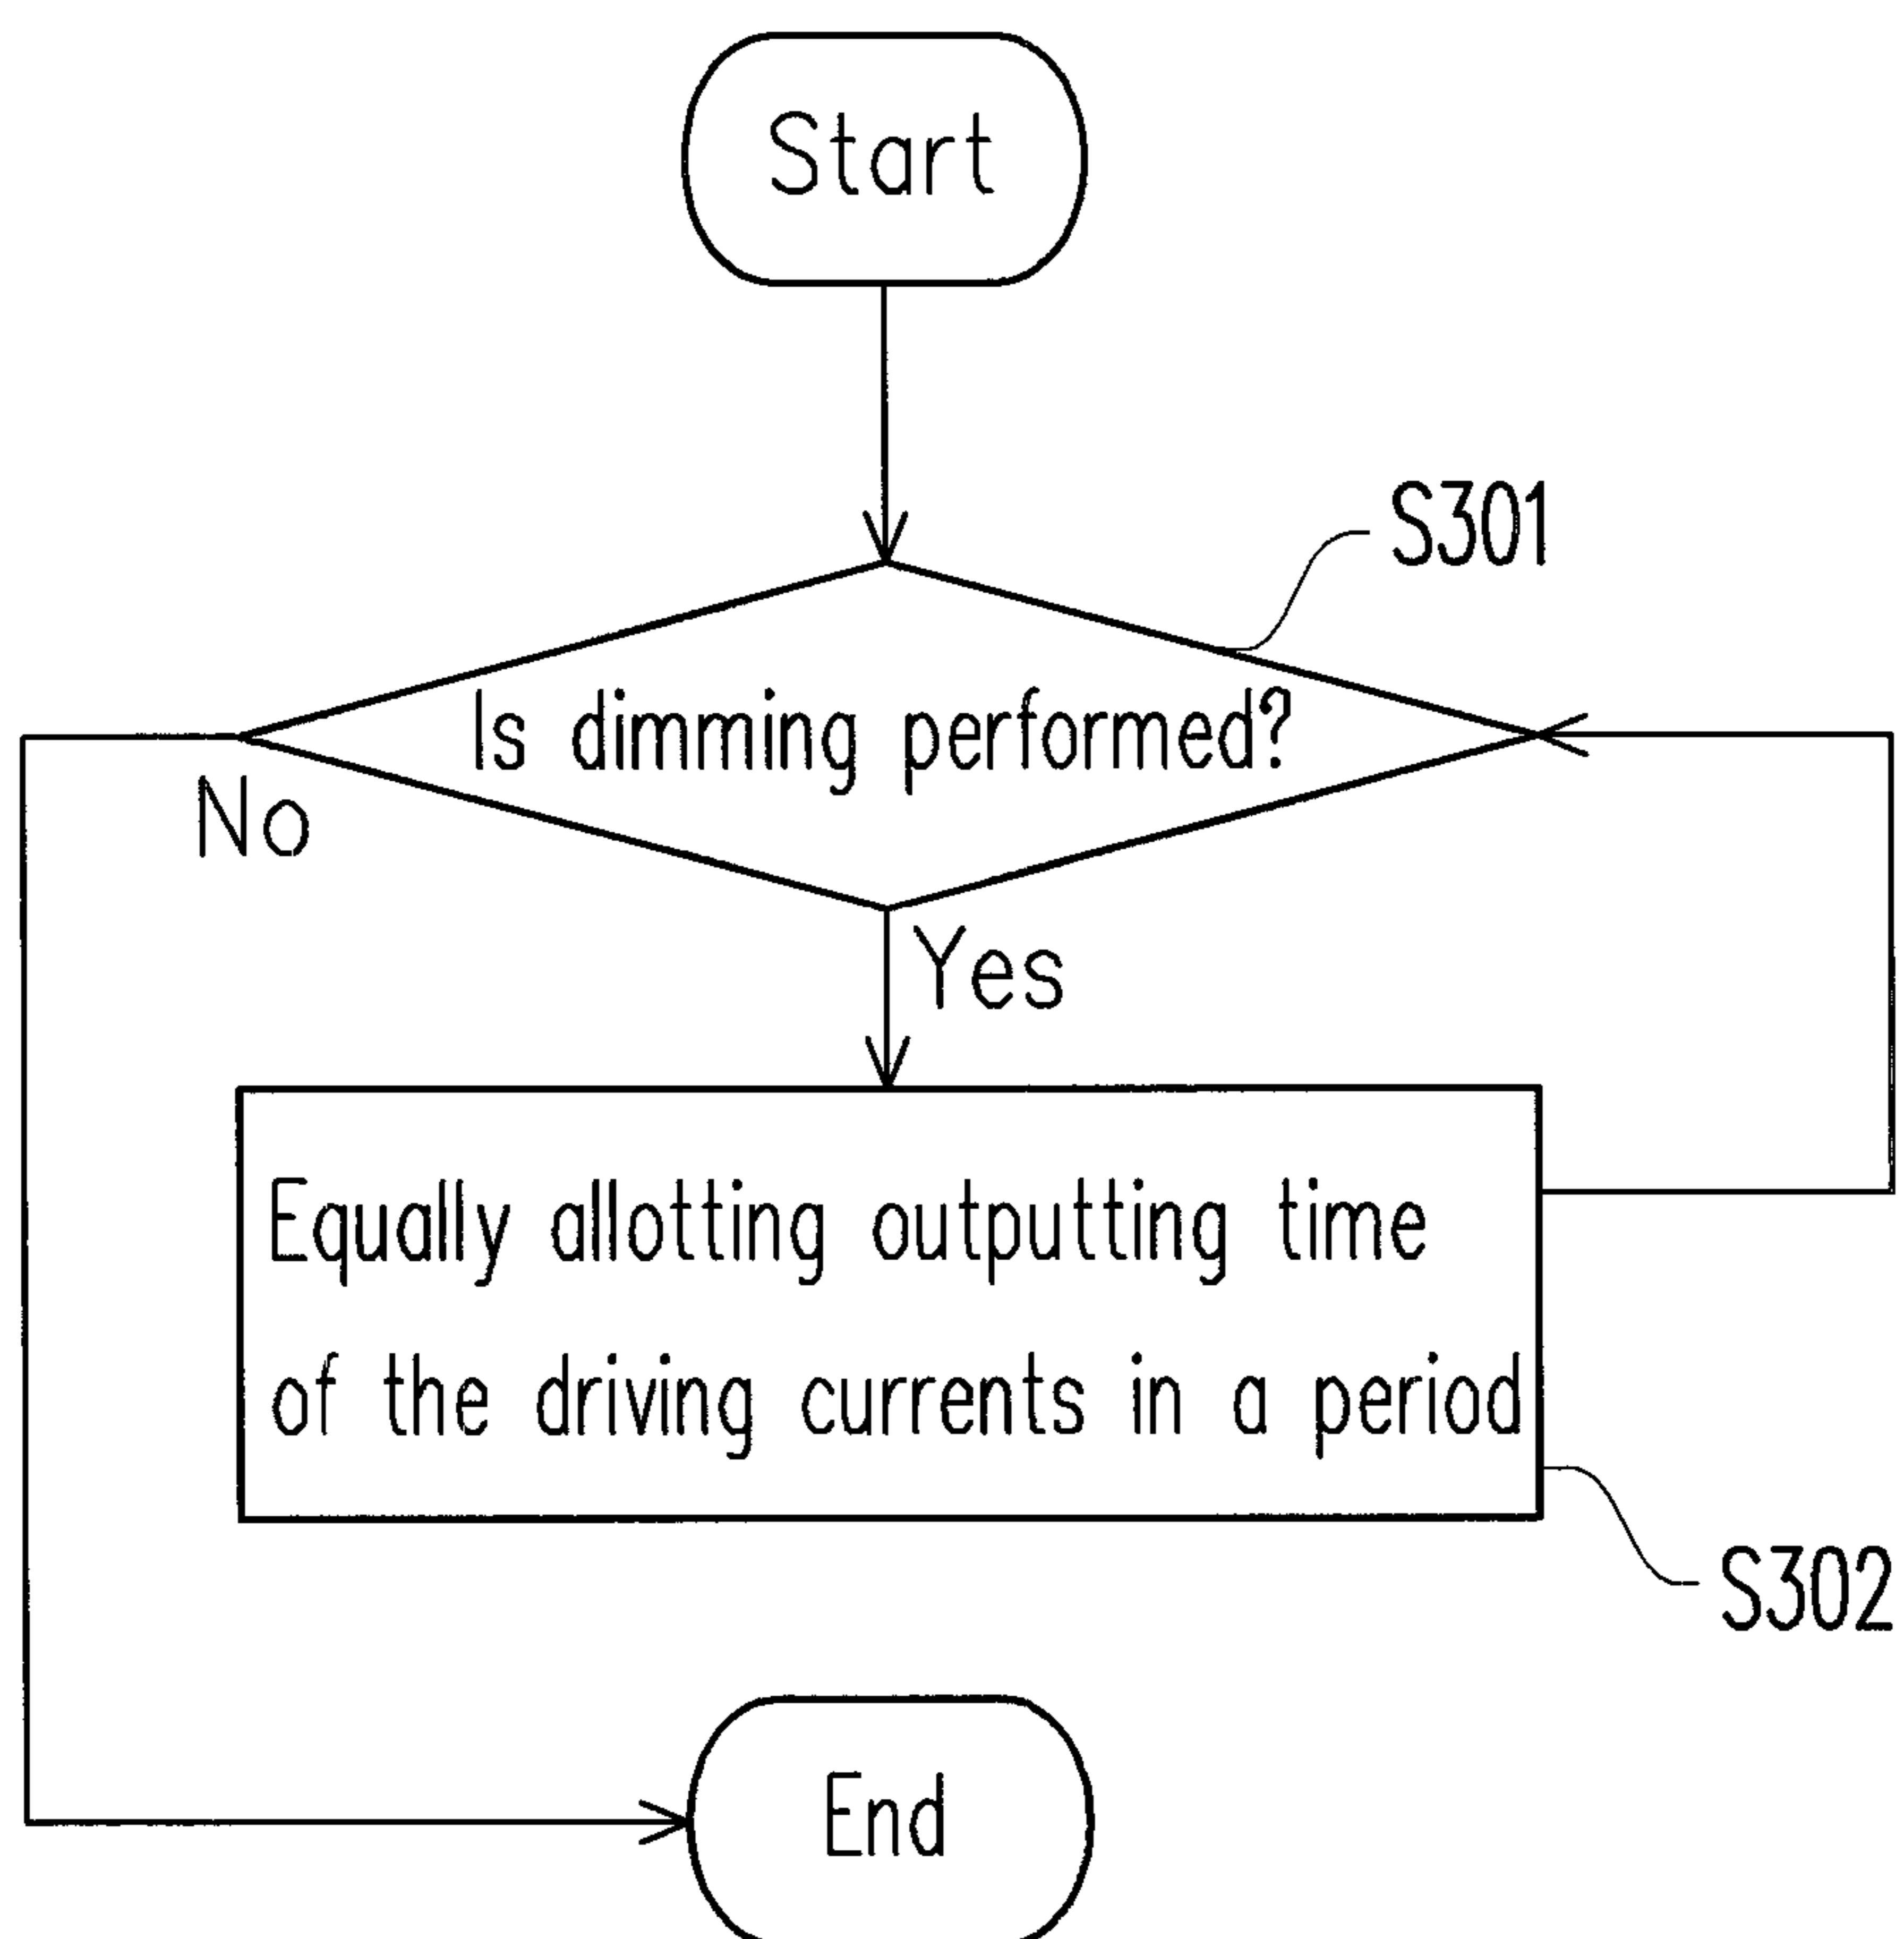 Start
S301
Is dimming performed?
No
Yes
Equally allotting outputting time
of the driving currents in a period
S302
End